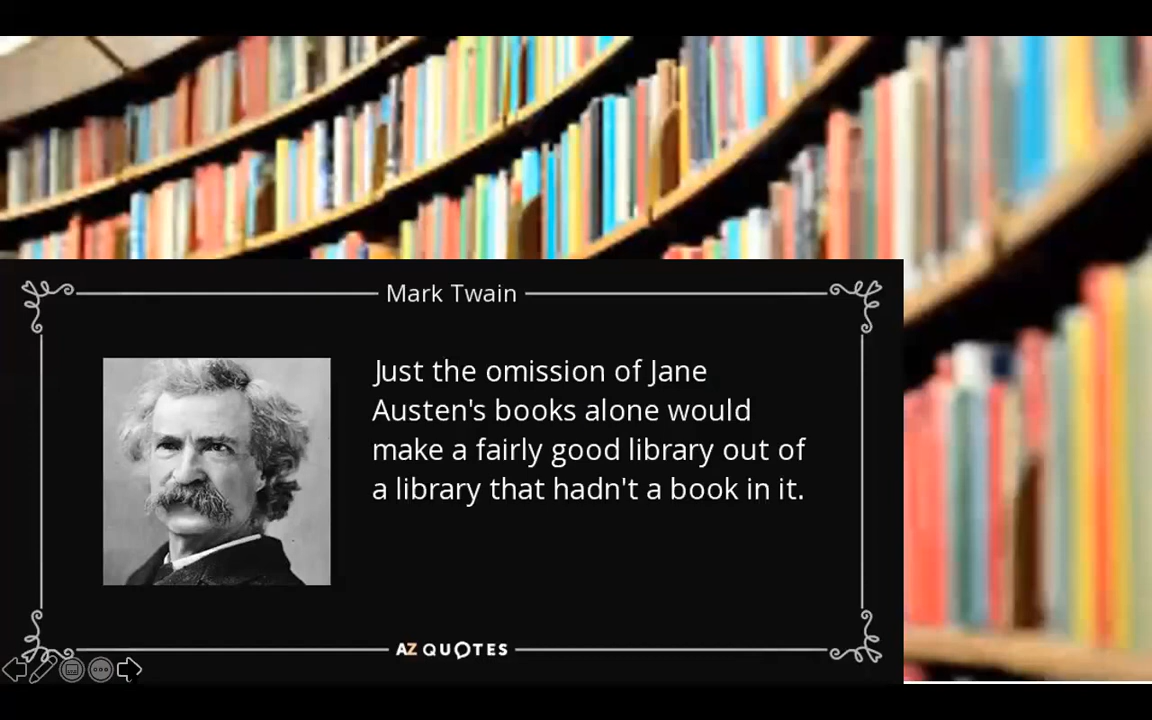 Mark Twain
Just the omission of Jane
Austen's books alone would
make a fairly good library out of
a library that hadn't a book in it.
AZ QUOTES